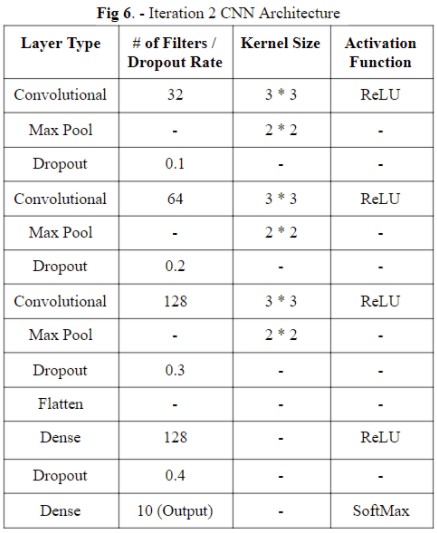 Fig 6. - Iteration 2 CNN Architecture
Layer Type # of Filters / Dropout Rate Kernel Size Activation Function
Convolutional 32 3 * 3 ReLU
Max Pool - 2 * 2 -
Dropout 0.1 - -
Convolutional 64 3 * 3 ReLU
Max Pool - 2 * 2 -
Dropout 0.2 - -
Convolutional 128 3 * 3 ReLU
Max Pool - 2 * 2 -
Dropout 0.3 - -
Flatten - - -
Dense 128 - ReLU
Dropout 0.4 - -
Dense 10 (Output) - SoftMax